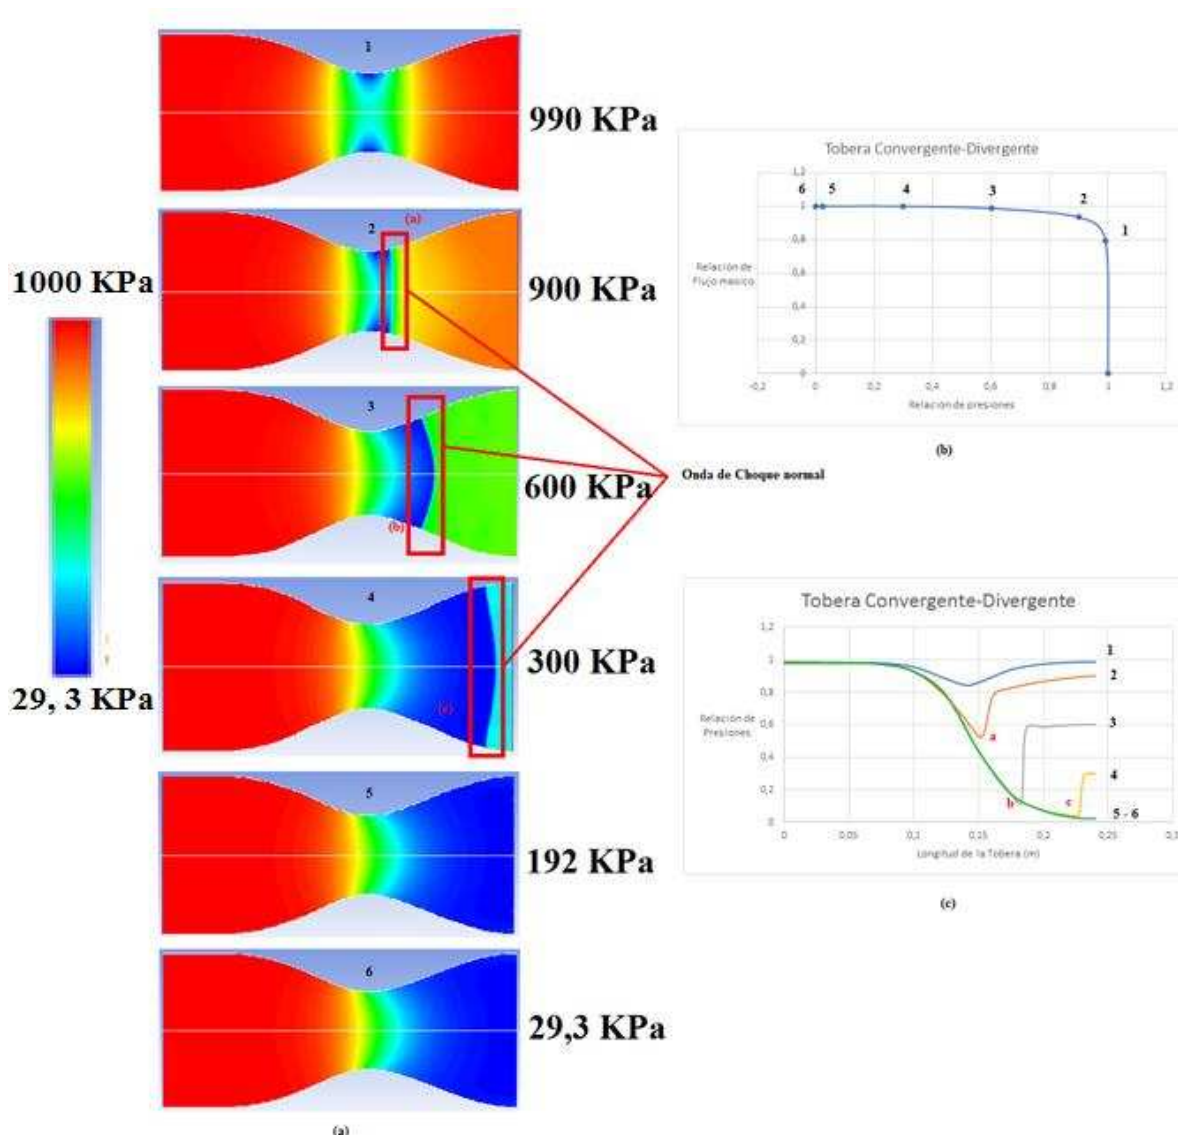 1
990 KPa
(a)
2
900 KPa
1000 KPa
3
600 KPa
(b)
4
300 KPa
29, 3 KPa
5
192 KPa
6
29,3 KPa
(a)
Tobera Convergente-Divergente
1,2
1
0,8
0,6
0,4
0,2
0
-0,2 0 0,2 0,4 0,6 0,8 1 1,2
6 5 4 3 2 1
Relación de
Flujo masico
Relacion de presiones
(b)
Onda de Choque normal
Tobera Convergente-Divergente
1,2
1
0,8
0,6
0,4
0,2
0
0 0,05 0,1 0,15 0,2 0,25
1
2
3
4
5 - 6
a
b
c
Relación de
Presiones
Longitud de la Tobera (m)
(c)